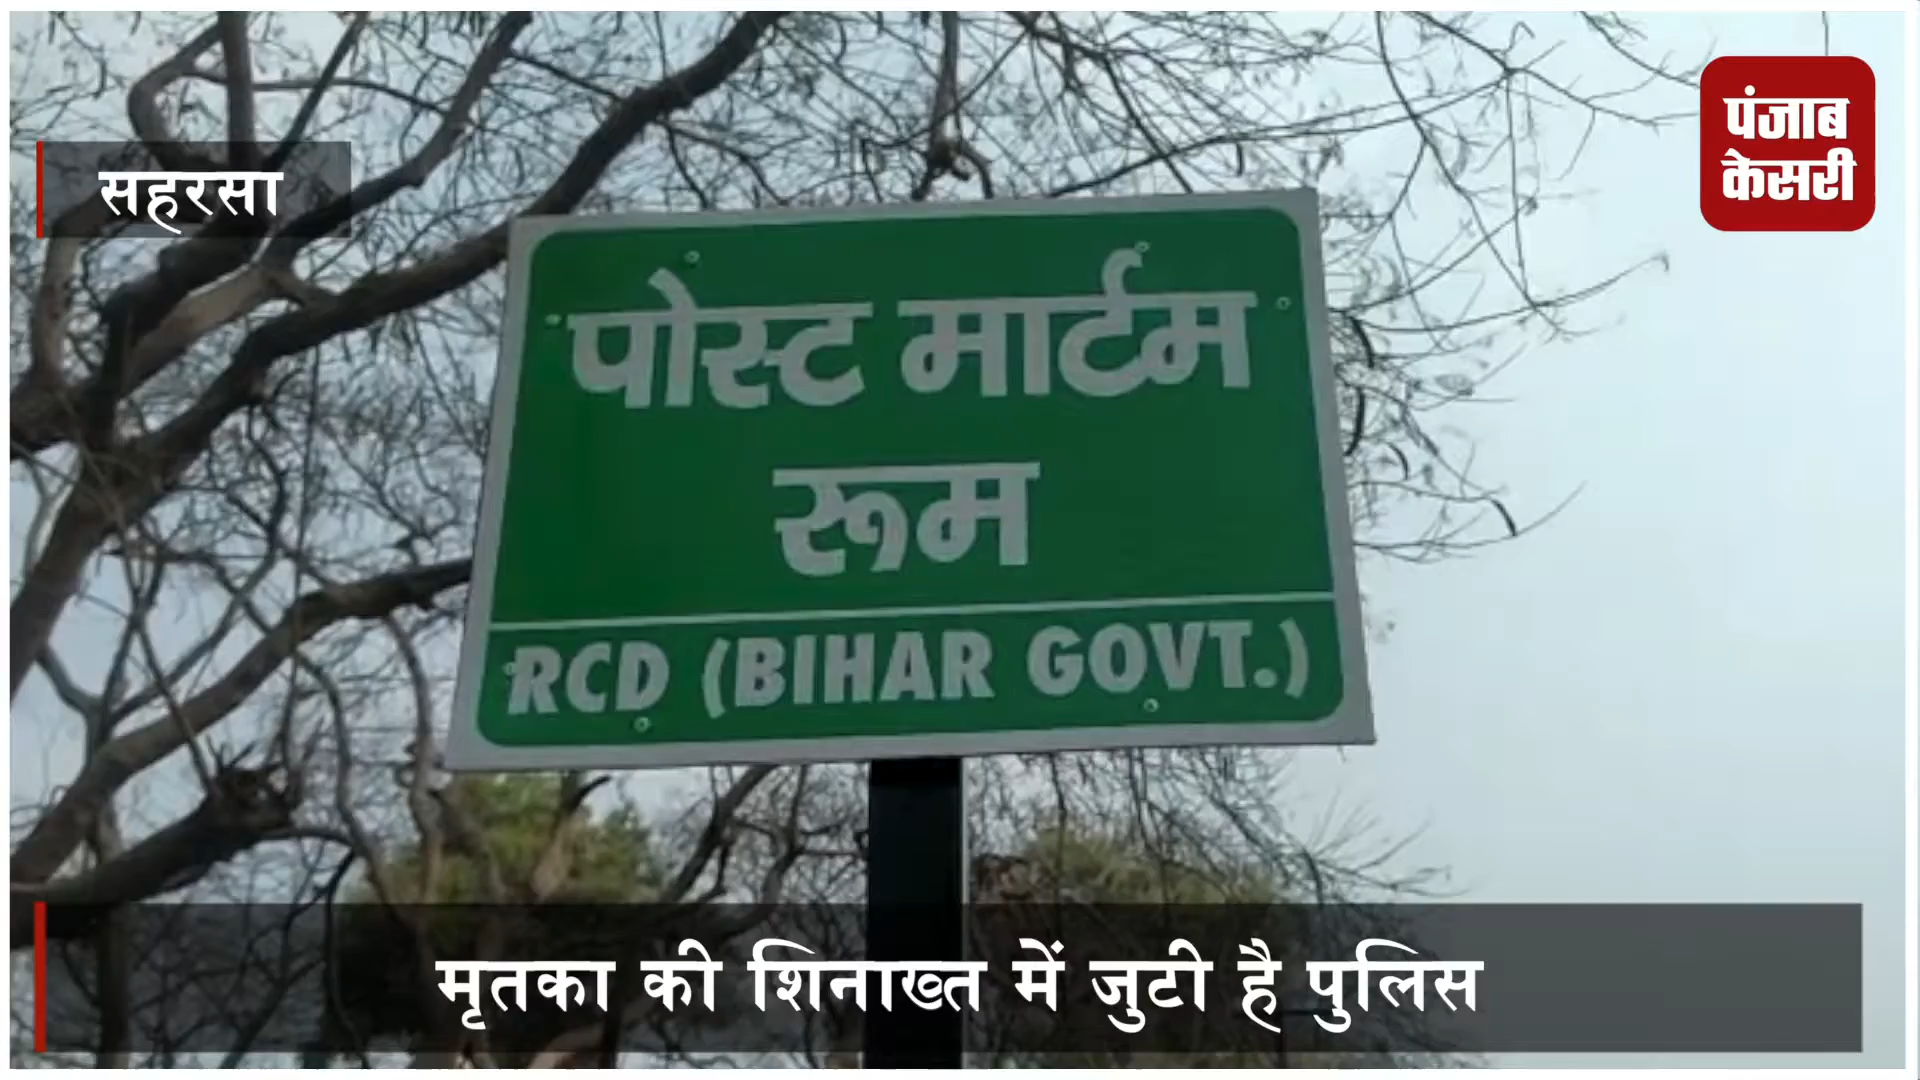 सहरसा
पंजाब
केसरी
पोस्ट मार्टम
रूम
RCD (BIHAR GOVT.)
मृतका की शिनाख्त में जुटी है पुलिस